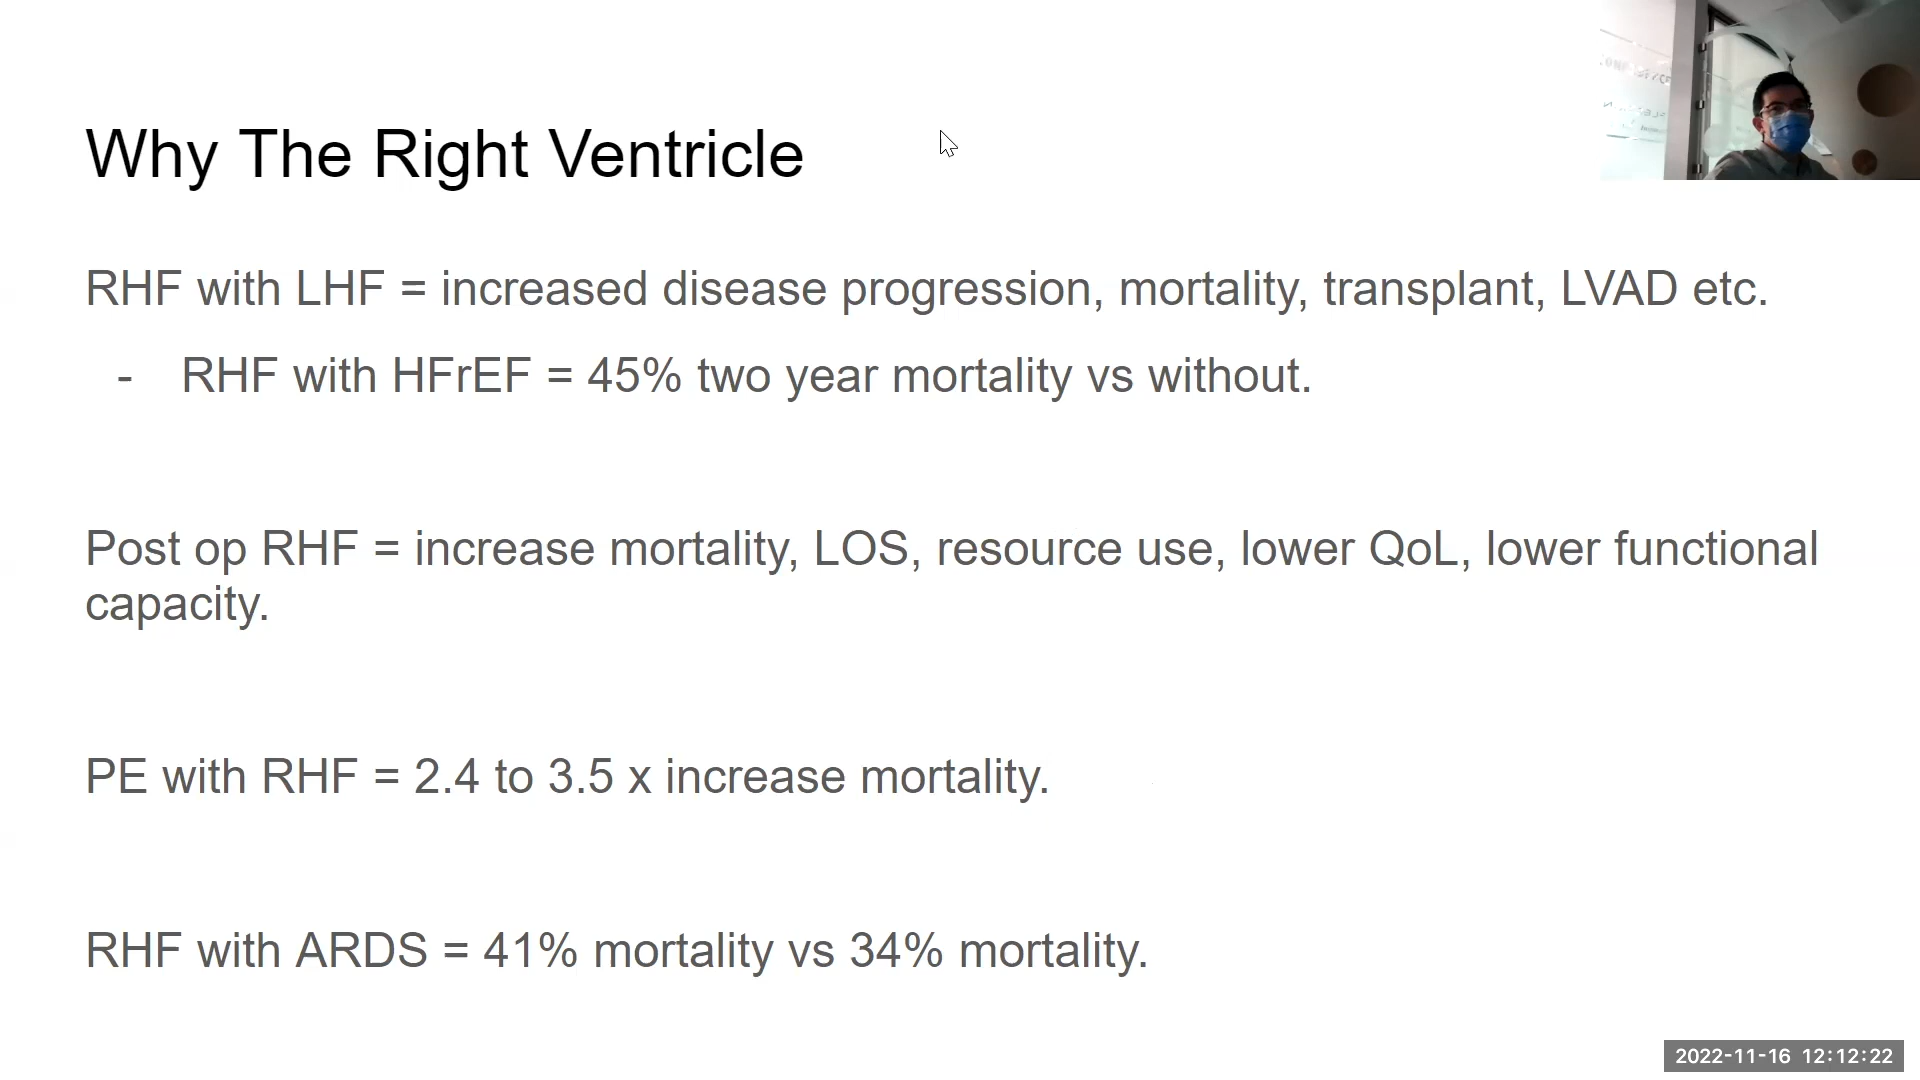 Why The Right Ventricle
RHF with LHF = increased disease progression, mortality, transplant, LVAD etc.
- RHF with HFrEF = 45% two year mortality vs without.
Post op RHF = increase mortality, LOS, resource use, lower QoL, lower functional
capacity.
PE with RHF = 2.4 to 3.5 x increase mortality.
RHF with ARDS = 41% mortality vs 34% mortality.
2022-11-16 12:12:22